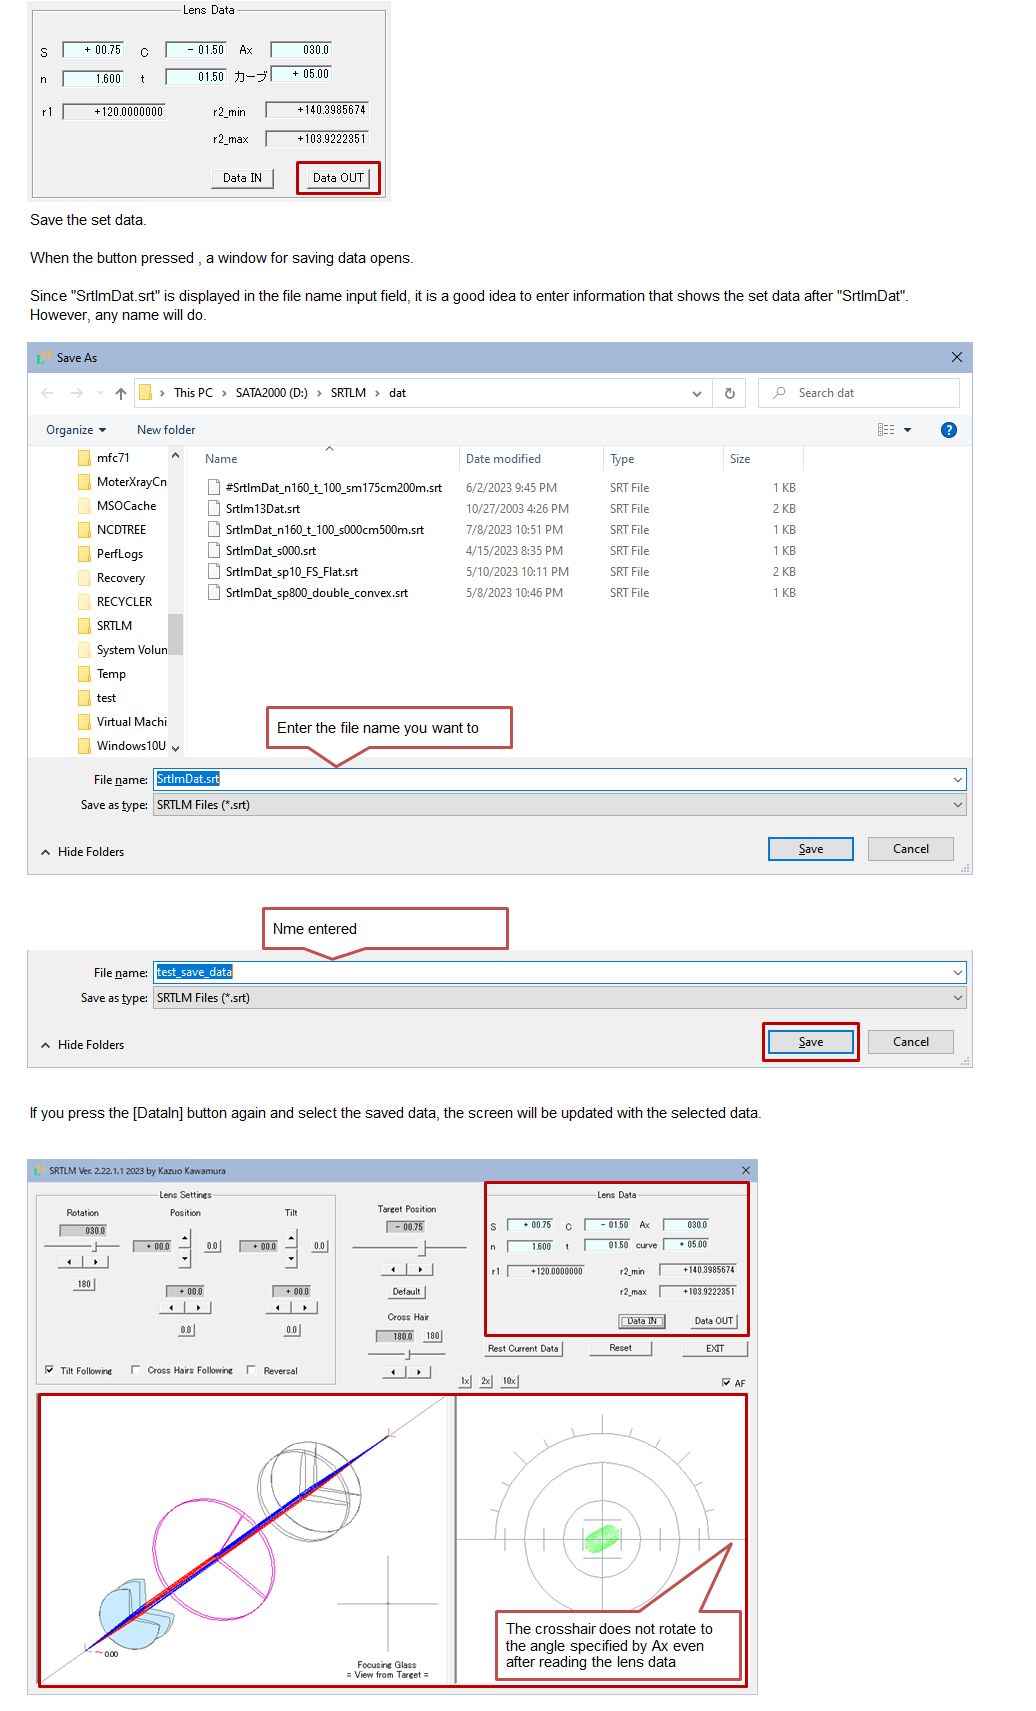 Lens Data
S + 00.75 C - 01.50 Ax 030.0
n 1.600 t 01.50 カーブ + 05.00
r1 +120.0000000 r2_min +140.3985674
r2_max +103.9222351
Data IN Data OUT
Save the set data.
When the button pressed , a window for saving data opens.
Since "SrtlmDat.srt" is displayed in the file name input field, it is a good idea to enter information that shows the set data after "SrtlmDat".
However, any name will do.
Save As
This PC › SATA2000 (D:) › SRTLM › dat
Search dat
Organize New folder
Name Date modified Type Size
mfc71
MoterXrayCn
MSOCache
NCDTREE
PerfLogs
Recovery
RECYCLER
SRTLM
System Volun
Temp
test
Virtual Machi
Windows10U
#SrtlmDat_n160_t_100_sm175cm200m.srt 6/2/2023 9:45 PM SRT File 1 KB
Srtlm13Dat.srt 10/27/2003 4:26 PM SRT File 2 KB
SrtlmDat_n160_t_100_s000cm500m.srt 7/8/2023 10:51 PM SRT File 1 KB
SrtlmDat_s000.srt 4/15/2023 8:35 PM SRT File 1 KB
SrtlmDat_sp10_FS_Flat.srt 5/10/2023 10:11 PM SRT File 2 KB
SrtlmDat_sp800_double_convex.srt 5/8/2023 10:46 PM SRT File 1 KB
Enter the file name you want to
File name: SrtlmDat.srt
Save as type: SRTLM Files (*.srt)
Hide Folders Save Cancel
Nme entered
File name: test_save_data
Save as type: SRTLM Files (*.srt)
Hide Folders Save Cancel
If you press the [DataIn] button again and select the saved data, the screen will be updated with the selected data.
SRTLM Ver. 2.22.1.1 2023 by Kazuo Kawamura
Lens Settings
Rotation Position Tilt
030.0
+ 00.0 0.0 + 00.0 0.0
180
+ 00.0 + 00.0
0.0 0.0
Tilt Following Cross Hairs Following Reversal
Target Position
- 00.75
Default
Cross Hair
180.0 180
1x 2x 10x
Lens Data
S + 00.75 C - 01.50 Ax 030.0
n 1.600 t 01.50 curve + 05.00
r1 +120.0000000 r2_min +140.3985674
r2_max +103.9222351
Data IN Data OUT
Rest Current Data Reset EXIT
AF
0.00
Focusing Glass
= View from Target =
The crosshair does not rotate to
the angle specified by Ax even
after reading the lens data